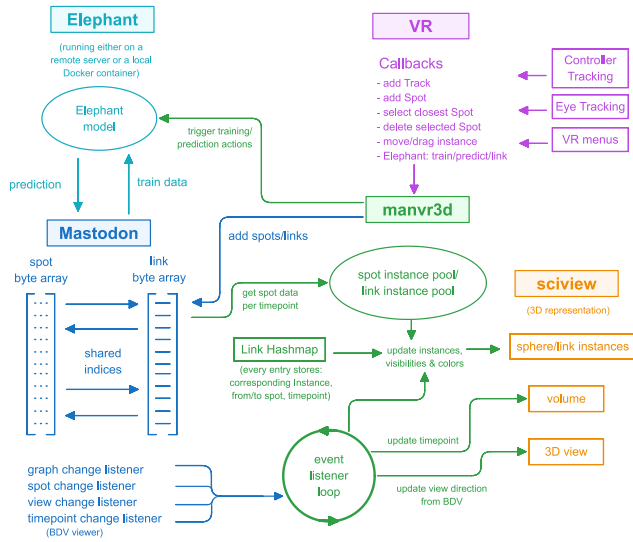 Elephant
(running either on a
remote server or a local
Docker container)
Elephant
model
prediction
train data
trigger training/
prediction actions
VR
Callbacks
- add Track
- add Spot
- select closest Spot
- delete selected Spot
- move/drag instance
- Elephant: train/predict/link
Controller
Tracking
Eye Tracking
VR menus
manvr3d
Mastodon
add spots/links
spot
byte array
link
byte array
shared
indices
get spot data
per timepoint
spot instance pool/
link instance pool
sciview
(3D representation)
Link Hashmap
(every entry stores:
corresponding Instance,
from/to spot, timepoint)
update instances,
visibilities & colors
sphere/link instances
volume
update timepoint
event
listener
loop
3D view
update view direction
from BDV
graph change listener
spot change listener
view change listener
timepoint change listener
(BDV viewer)